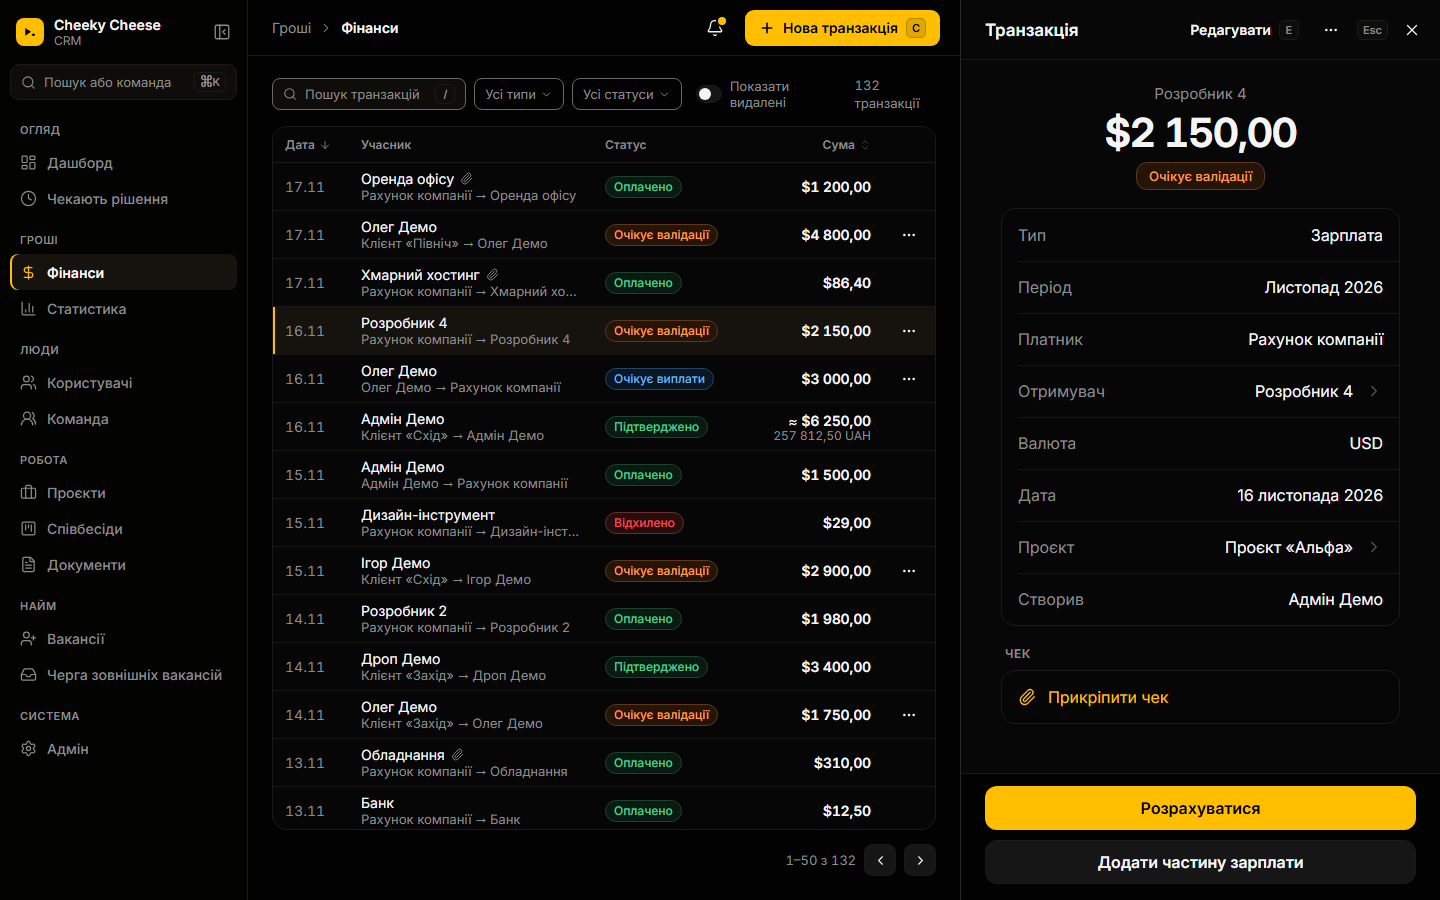 Cheeky Cheese
CRM
Пошук або команда ⌘K
ОГЛЯД
Дашборд
Чекають рішення
ГРОШІ
Фінанси
Статистика
ЛЮДИ
Користувачі
Команда
РОБОТА
Проєкти
Співбесіди
Документи
НАЙМ
Вакансії
Черга зовнішніх вакансій
СИСТЕМА
Адмін
Гроші > Фінанси
Нова транзакція C
Пошук транзакцій /
Усі типи
Усі статуси
Показати видалені
132 транзакції
Дата Учасник Статус Сума
17.11 Оренда офісу Оплачено $1 200,00
Рахунок компанії → Оренда офісу
17.11 Олег Демо Очікує валідації $4 800,00
Клієнт «Північ» → Олег Демо
17.11 Хмарний хостинг Оплачено $86,40
Рахунок компанії → Хмарний хо...
16.11 Розробник 4 Очікує валідації $2 150,00
Рахунок компанії → Розробник 4
16.11 Олег Демо Очікує виплати $3 000,00
Олег Демо → Рахунок компанії
16.11 Адмін Демо Підтверджено ≈ $6 250,00
Клієнт «Схід» → Адмін Демо 257 812,50 UAH
15.11 Адмін Демо Оплачено $1 500,00
Адмін Демо → Рахунок компанії
15.11 Дизайн-інструмент Відхилено $29,00
Рахунок компанії → Дизайн-інст...
15.11 Ігор Демо Очікує валідації $2 900,00
Клієнт «Схід» → Ігор Демо
14.11 Розробник 2 Оплачено $1 980,00
Рахунок компанії → Розробник 2
14.11 Дроп Демо Підтверджено $3 400,00
Клієнт «Захід» → Дроп Демо
14.11 Олег Демо Очікує валідації $1 750,00
Клієнт «Захід» → Олег Демо
13.11 Обладнання Оплачено $310,00
Рахунок компанії → Обладнання
13.11 Банк Оплачено $12,50
Рахунок компанії → Банк
1–50 з 132
Транзакція Редагувати E ... Esc
Розробник 4
$2 150,00
Очікує валідації
Тип Зарплата
Період Листопад 2026
Платник Рахунок компанії
Отримувач Розробник 4
Валюта USD
Дата 16 листопада 2026
Проєкт Проєкт «Альфа»
Створив Адмін Демо
ЧЕК
Прикріпити чек
Розрахуватися
Додати частину зарплати